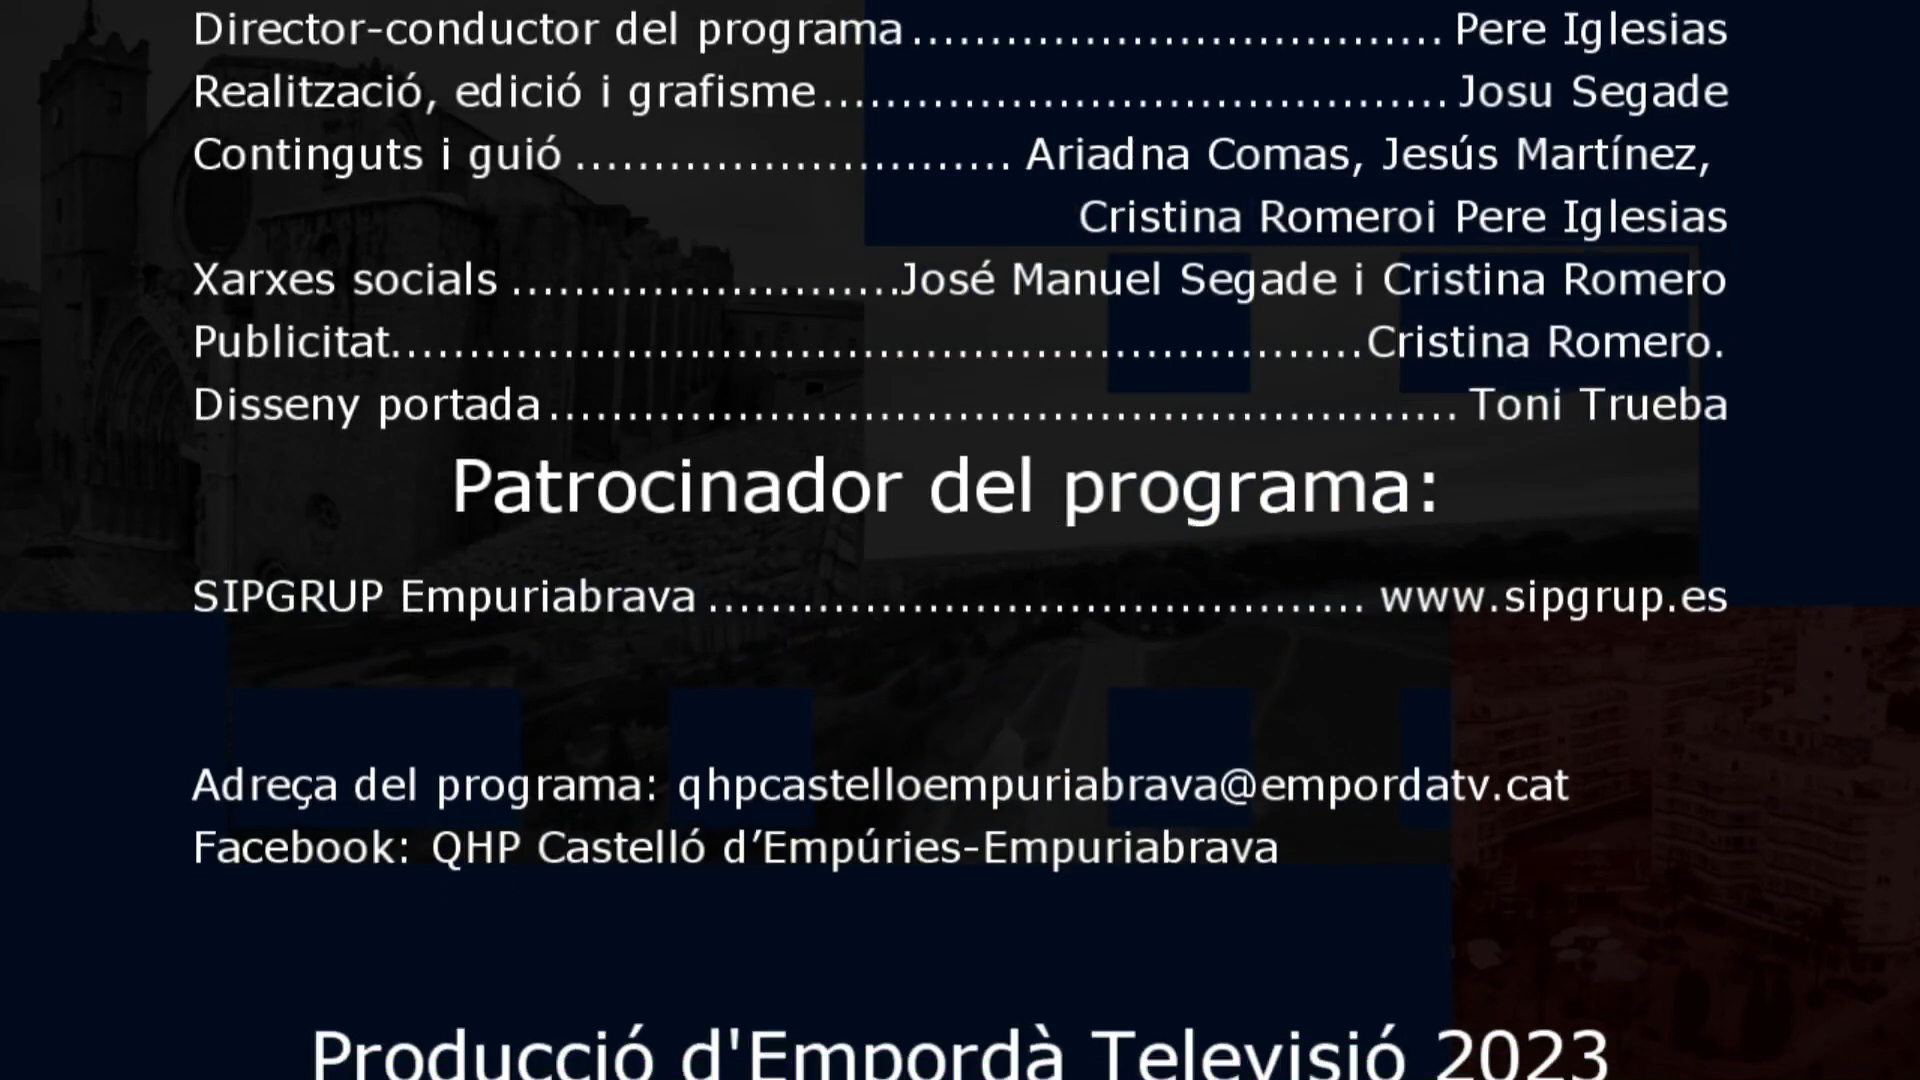 Director-conductor del programa.................................. Pere Iglesias
Realització, edició i grafisme........................................ Josu Segade
Continguts i guió ............................ Ariadna Comas, Jesús Martínez,
Cristina Romeroi Pere Iglesias
Xarxes socials .........................José Manuel Segade i Cristina Romero
Publicitat..............................................................Cristina Romero.
Disseny portada.......................................................... Toni Trueba
Patrocinador del programa:
SIPGRUP Empuriabrava .......................................... www.sipgrup.es
Adreça del programa: qhpcastelloempuriabrava@empordatv.cat
Facebook: QHP Castelló d’Empúries-Empuriabrava
Producció d'Empordà Televisió 2023